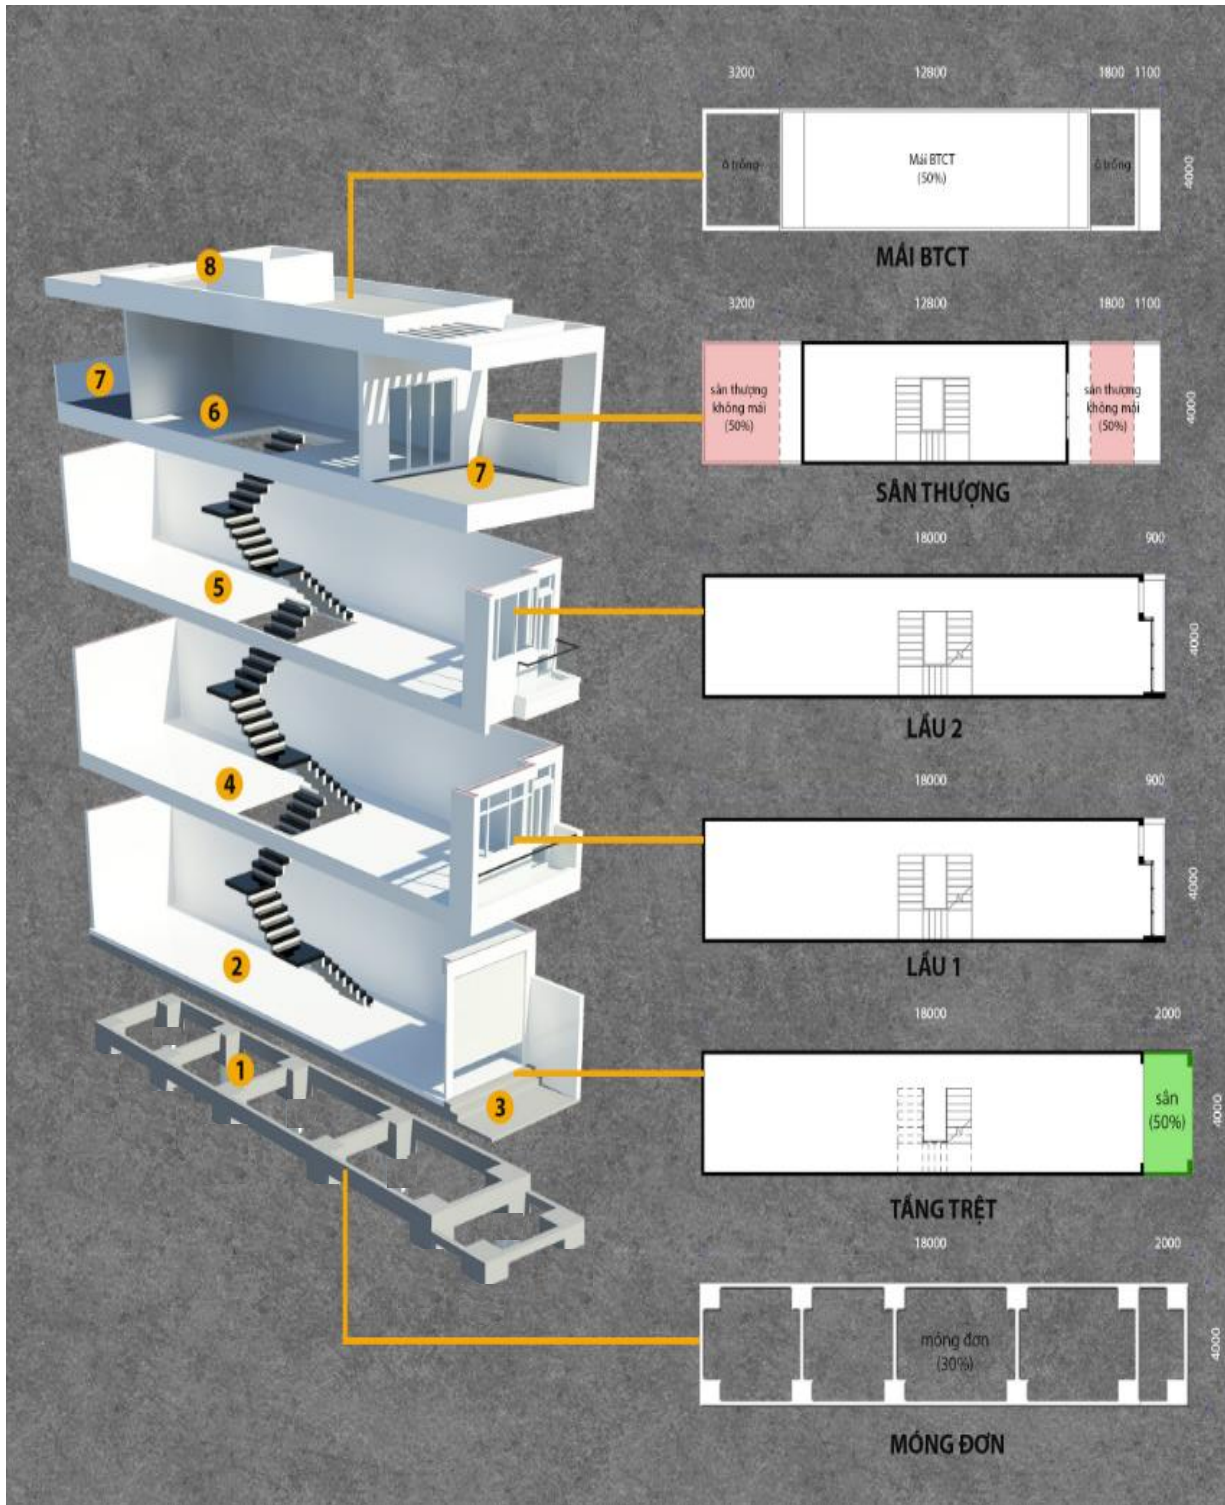 3200 12800 1800 1100
ô trống
Mái BTCT
(50%)
ô trống
4000
MÁI BTCT
8
3200 12800 1800 1100
7
6
sân thượng
không mái
(50%)
sân thượng
không mái
(50%)
4000
7
SÂN THƯỢNG
18000 900
5
4000
LẦU 2
18000 900
4
4000
LẦU 1
2
18000 2000
1
3
sân
(50%)
4000
TẦNG TRỆT
18000 2000
móng đơn
(30%)
4000
MÓNG ĐƠN